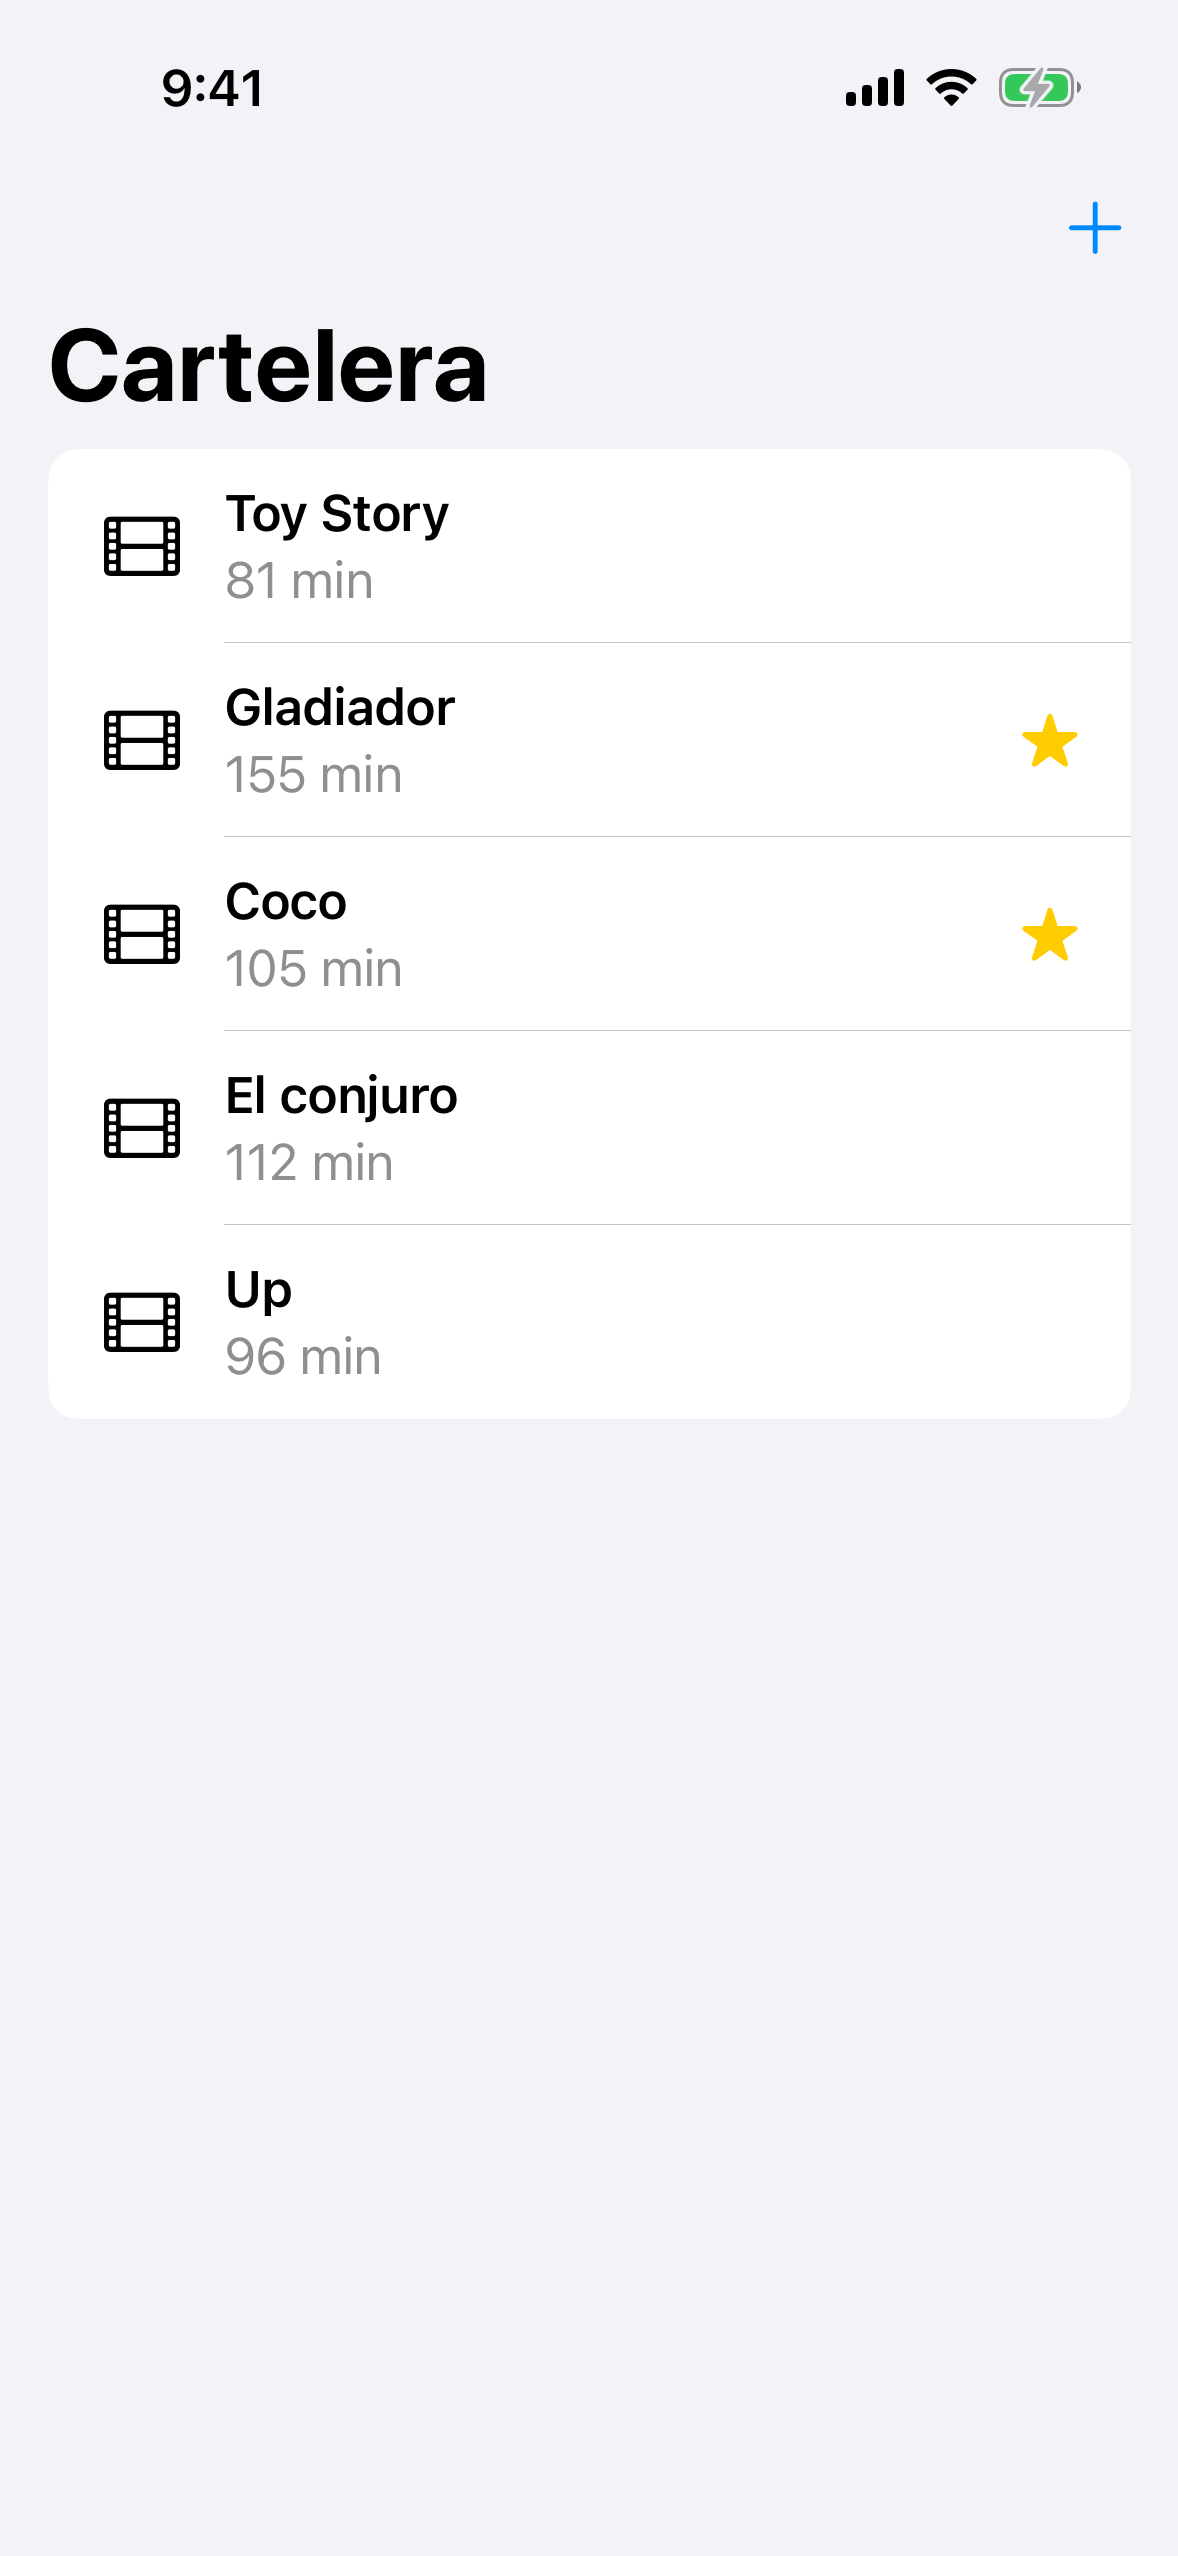 9:41
Cartelera
Toy Story
81 min
Gladiador
155 min
Coco
105 min
El conjuro
112 min
Up
96 min